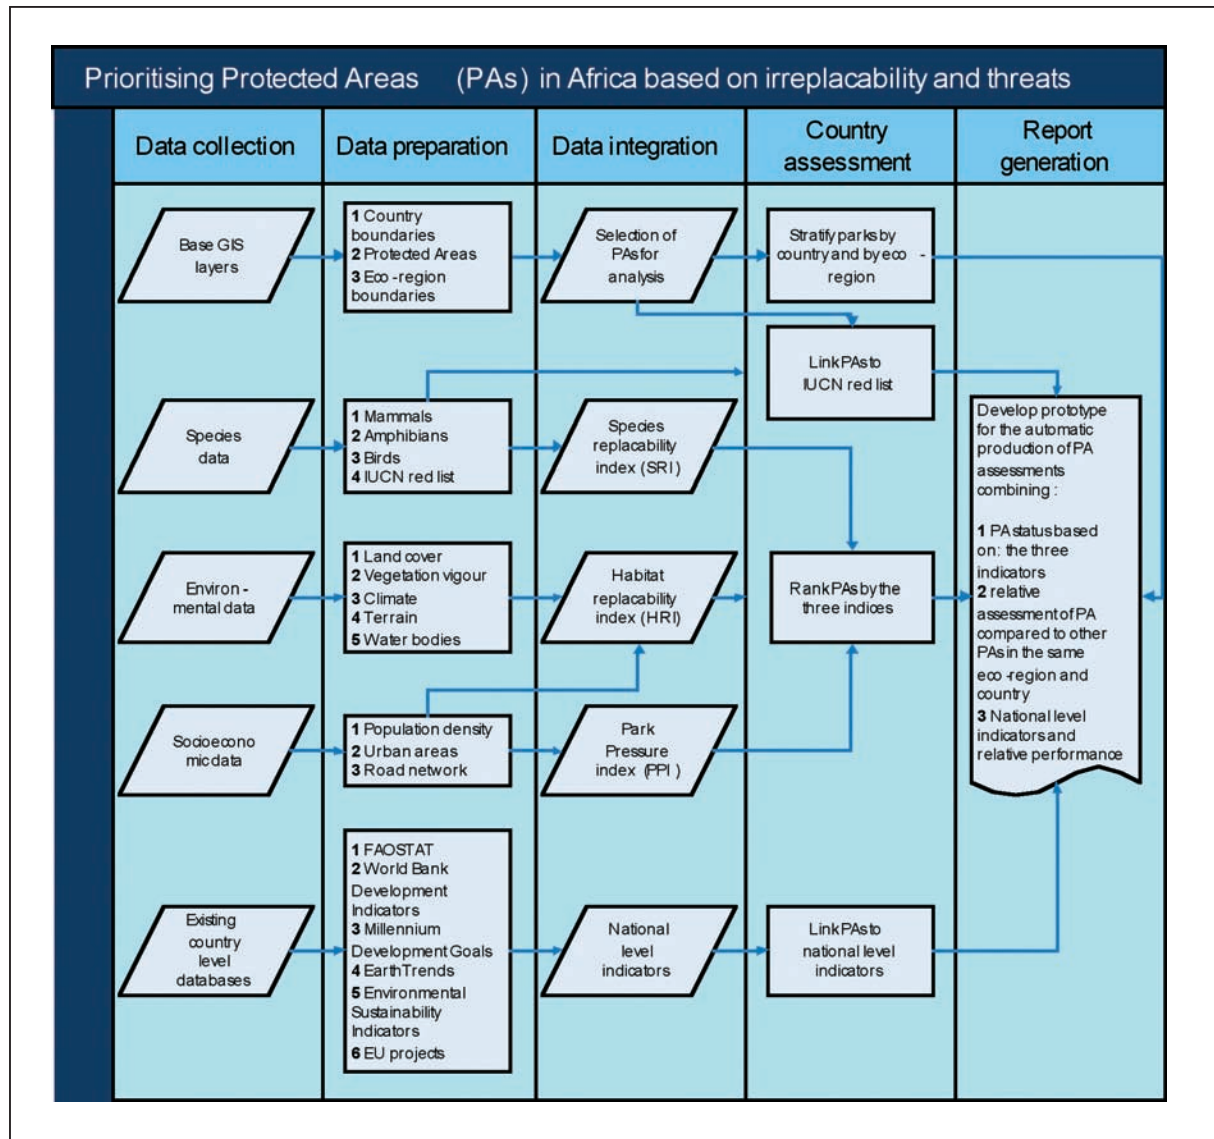 Prioritising Protected Areas (PAs) in Africa based on irreplacability and threats
Data collection
Data preparation
Data integration
Country
assessment
Report
generation
Base GIS
layers
1 Country
boundaries
2 Protected Areas
3 Eco -region
boundaries
Selection of
PAs for
analysis
Stratify parks by
country and by eco -
region
Link PAs to
IUCN red list
Species
data
1 Mammals
2 Amphibians
3 Birds
4 IUCN red list
Species
replacability
index (SRI)
Environ -
mental data
1 Land cover
2 Vegetation vigour
3 Climate
4 Terrain
5 Water bodies
Habitat
replacability
index (HRI)
Rank PAs by the
three indices
Socioecono
mic data
1 Population density
2 Urban areas
3 Road network
Park
Pressure
index (PPI )
Existing
country
level
databases
1 FAOSTAT
2 World Bank
Development
Indicators
3 Millennium
Development Goals
4 EarthTrends
5 Environmental
Sustainability
Indicators
6 EU projects
National
level
indicators
Link PAs to
national level
indicators
Develop prototype
for the automatic
production of PA
assessments
combining :
1 PA status based
on: the three
indicators
2 relative
assessment of PA
compared to other
PAs in the same
eco -region and
country
3 National level
indicators and
relative performance